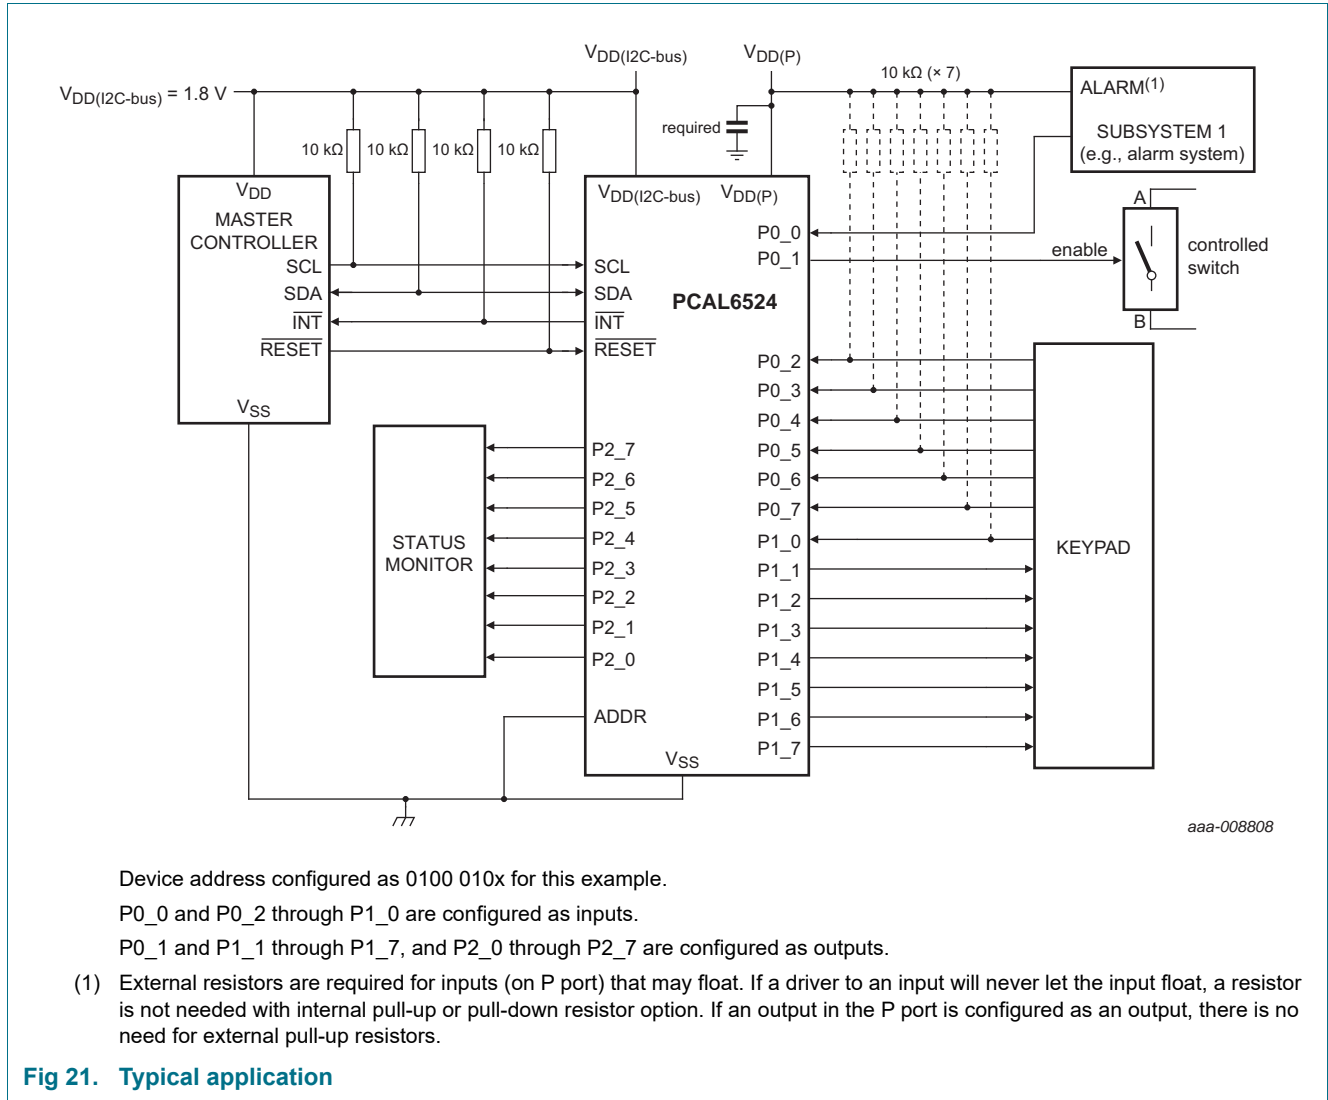 VDD(I2C-bus)
VDD(P)
10 kΩ (× 7)
VDD(I2C-bus) = 1.8 V
required
10 kΩ
10 kΩ
10 kΩ
10 kΩ
ALARM(1)
SUBSYSTEM 1
(e.g., alarm system)
VDD
MASTER
CONTROLLER
SCL
SDA
INT
RESET
VSS
VDD(I2C-bus)
VDD(P)
SCL
SDA
INT
RESET
PCAL6524
P0_0
P0_1
P0_2
P0_3
P0_4
P0_5
P0_6
P0_7
P1_0
P1_1
P1_2
P1_3
P1_4
P1_5
P1_6
P1_7
P2_7
P2_6
P2_5
P2_4
P2_3
P2_2
P2_1
P2_0
ADDR
VSS
enable
A
B
controlled
switch
STATUS
MONITOR
KEYPAD
aaa-008808
Device address configured as 0100 010x for this example.
P0_0 and P0_2 through P1_0 are configured as inputs.
P0_1 and P1_1 through P1_7, and P2_0 through P2_7 are configured as outputs.
(1) External resistors are required for inputs (on P port) that may float. If a driver to an input will never let the input float, a resistor
is not needed with internal pull-up or pull-down resistor option. If an output in the P port is configured as an output, there is no
need for external pull-up resistors.
Fig 21. Typical application